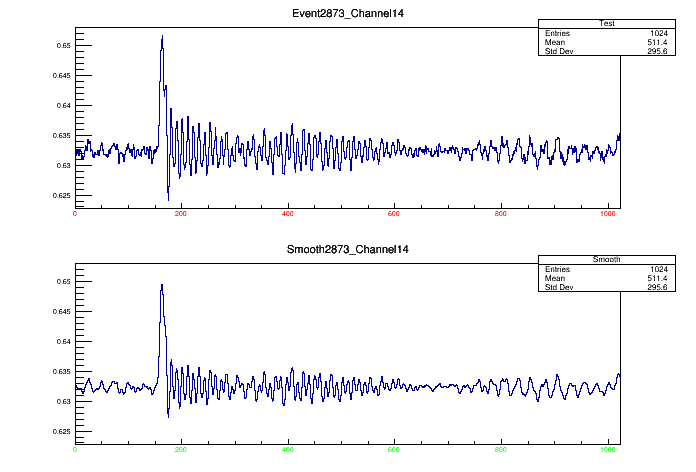 Event2873_Channel14
Test
Entries 1024
Mean 511.4
Std Dev 295.6
0.65
0.645
0.64
0.635
0.63
0.625
0 200 400 600 800 1000
Smooth2873_Channel14
Smooth
Entries 1024
Mean 511.4
Std Dev 295.6
0.65
0.645
0.64
0.635
0.63
0.625
0 200 400 600 800 1000